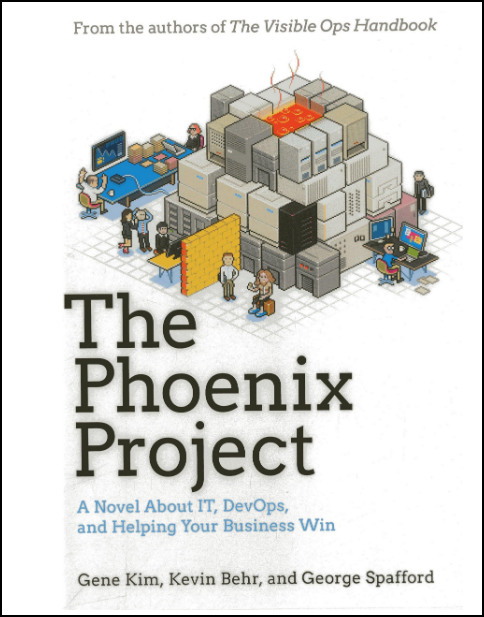 From the authors of The Visible Ops Handbook
The
Phoenix
Project
A Novel About IT, DevOps,
and Helping Your Business Win
Gene Kim, Kevin Behr, and George Spafford